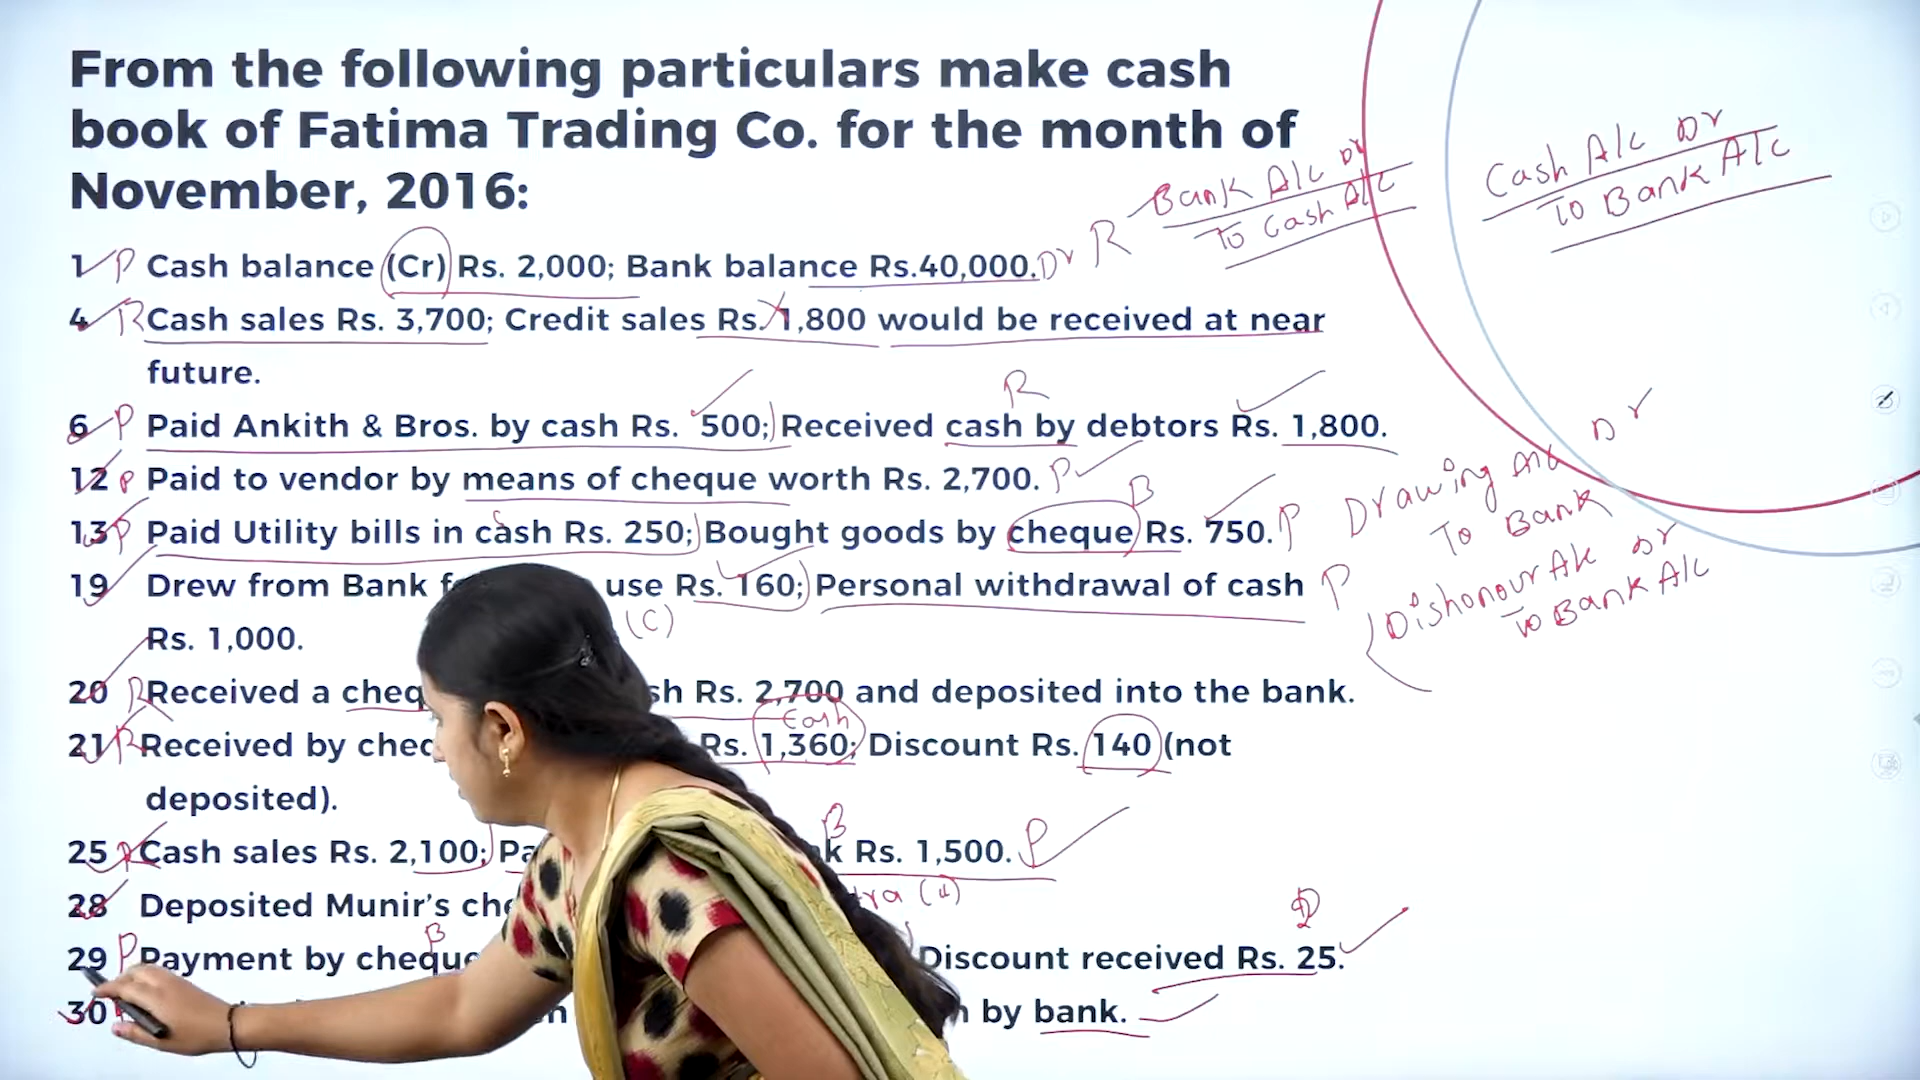 From the following particulars make cash
book of Fatima Trading Co. for the month of
November, 2016:
Bank A/c Dr
To Cash A/c
Cash A/c Dr
To Bank A/c
1 P Cash balance (Cr) Rs. 2,000; Bank balance Rs.40,000. Dr R
4 R Cash sales Rs. 3,700; Credit sales Rs. 1,800 would be received at near
future.
R
6 P Paid Ankith & Bros. by cash Rs. 500; Received cash by debtors Rs. 1,800.
12 P Paid to vendor by means of cheque worth Rs. 2,700. P
B
13 P Paid Utility bills in cash Rs. 250; Bought goods by cheque Rs. 750. P
Drawing A/c Dr
To Bank
19 Drew from Bank use Rs. 160; Personal withdrawal of cash P
(C)
Dishonour A/c Dr
To Bank A/c
Rs. 1,000.
20 R Received a Rs. 2,700 and deposited into the bank.
Cash
21 R Received by Rs. 1,360; Discount Rs. 140 (not
deposited).
B
25 R Cash sales Rs. 2,100; Rs. 1,500. P
28 Deposited Munir's
B
D
29 P Payment by Discount received Rs. 25.
30 by bank.